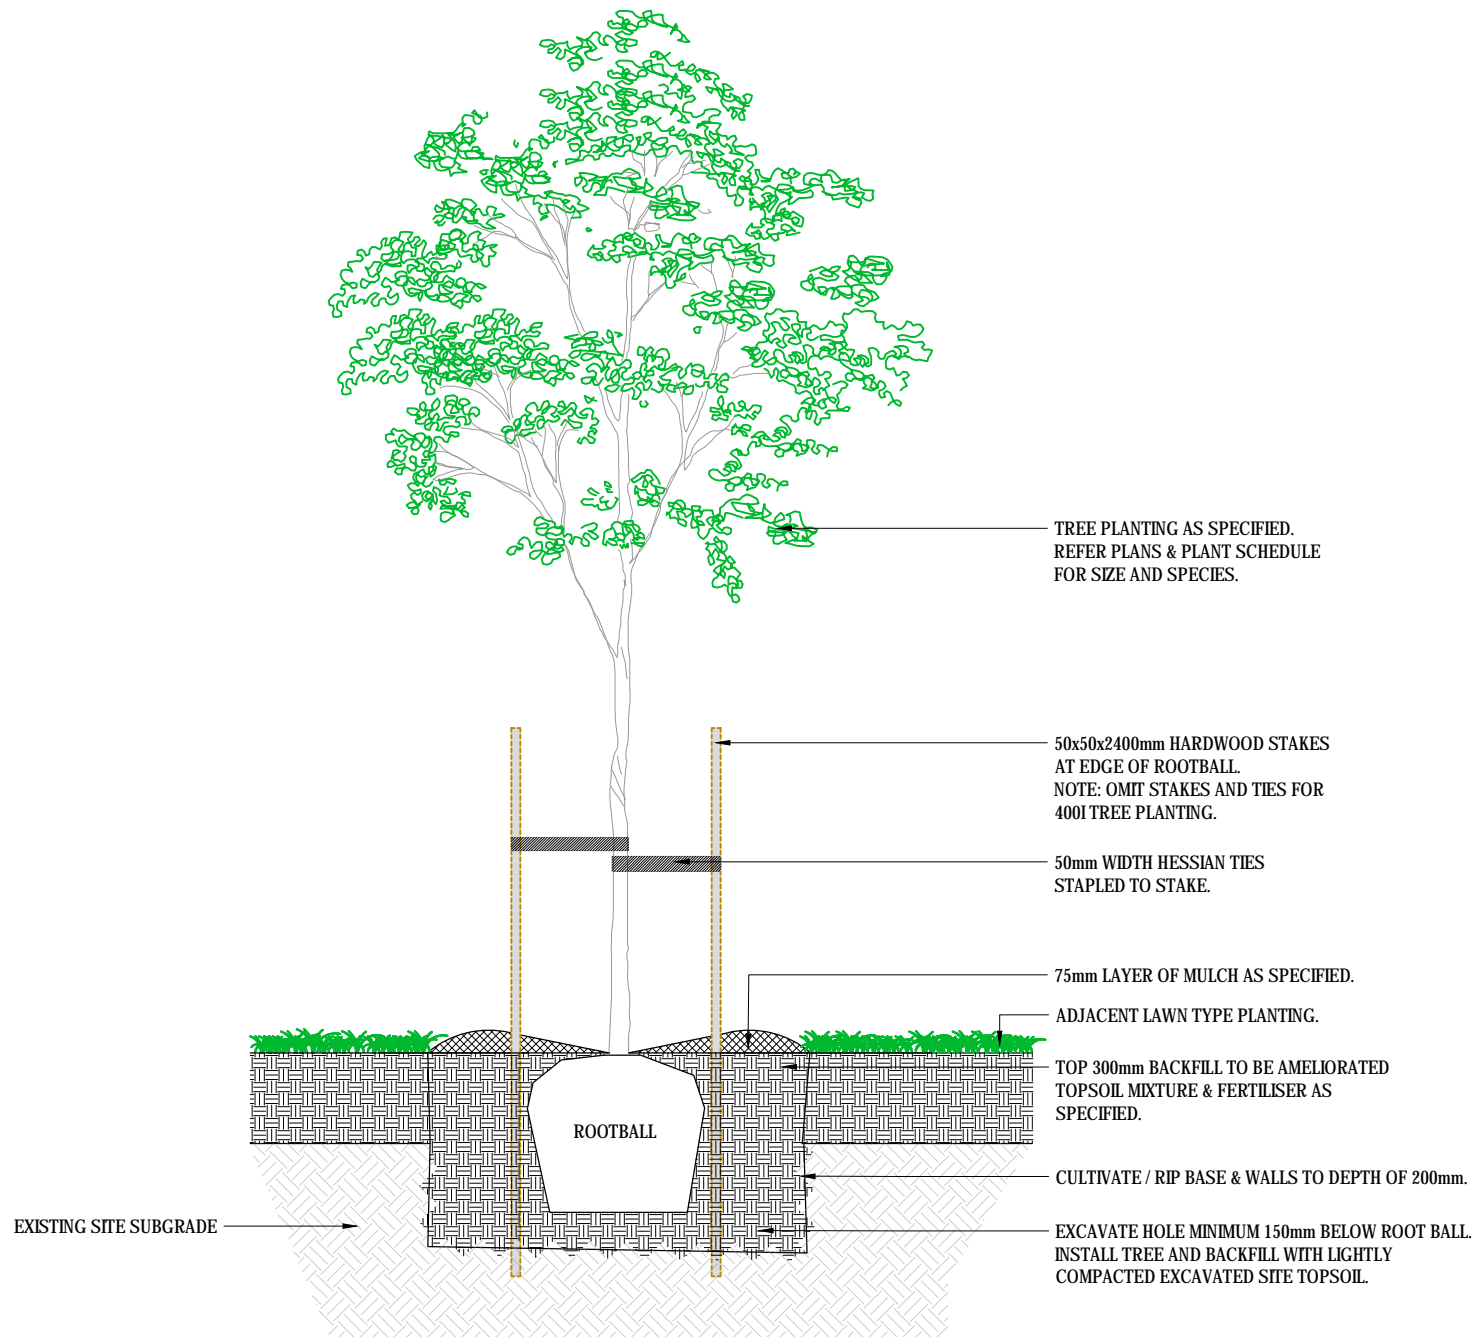 TREE PLANTING AS SPECIFIED.
REFER PLANS & PLANT SCHEDULE
FOR SIZE AND SPECIES.
50x50x2400mm HARDWOOD STAKES
AT EDGE OF ROOTBALL.
NOTE: OMIT STAKES AND TIES FOR
400l TREE PLANTING.
50mm WIDTH HESSIAN TIES
STAPLED TO STAKE.
75mm LAYER OF MULCH AS SPECIFIED.
ADJACENT LAWN TYPE PLANTING.
TOP 300mm BACKFILL TO BE AMELIORATED
TOPSOIL MIXTURE & FERTILISER AS
SPECIFIED.
ROOTBALL
CULTIVATE / RIP BASE & WALLS TO DEPTH OF 200mm.
EXISTING SITE SUBGRADE
EXCAVATE HOLE MINIMUM 150mm BELOW ROOT BALL.
INSTALL TREE AND BACKFILL WITH LIGHTLY
COMPACTED EXCAVATED SITE TOPSOIL.